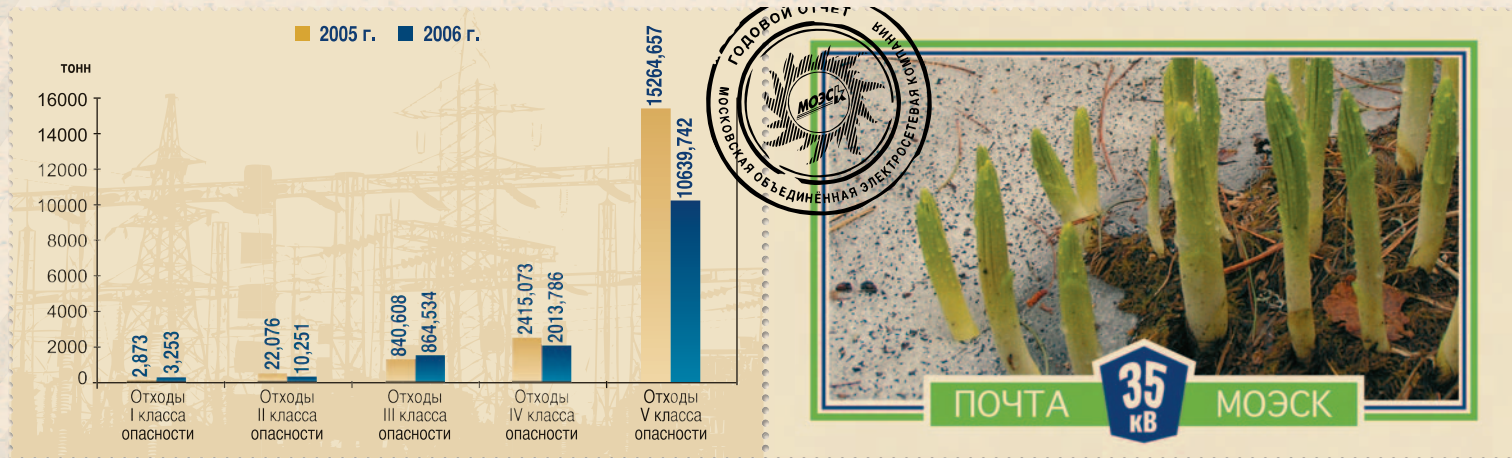 2005 г.
2006 г.
тонн
16000
14000
12000
10000
8000
6000
4000
2000
0
2,873
3,253
22,076
10,251
840,608
864,534
2415,073
2013,786
15264,657
10639,742
Отходы
I класса
опасности
Отходы
II класса
опасности
Отходы
III класса
опасности
Отходы
IV класса
опасности
Отходы
V класса
опасности
ГОДОВОЙ ОТЧЕТ
МОСКОВСКАЯ ОБЪЕДИНЁННАЯ ЭЛЕКТРОСЕТЕВАЯ КОМПАНИЯ
МОЭСК
ПОЧТА
35
кВ
МОЭСК